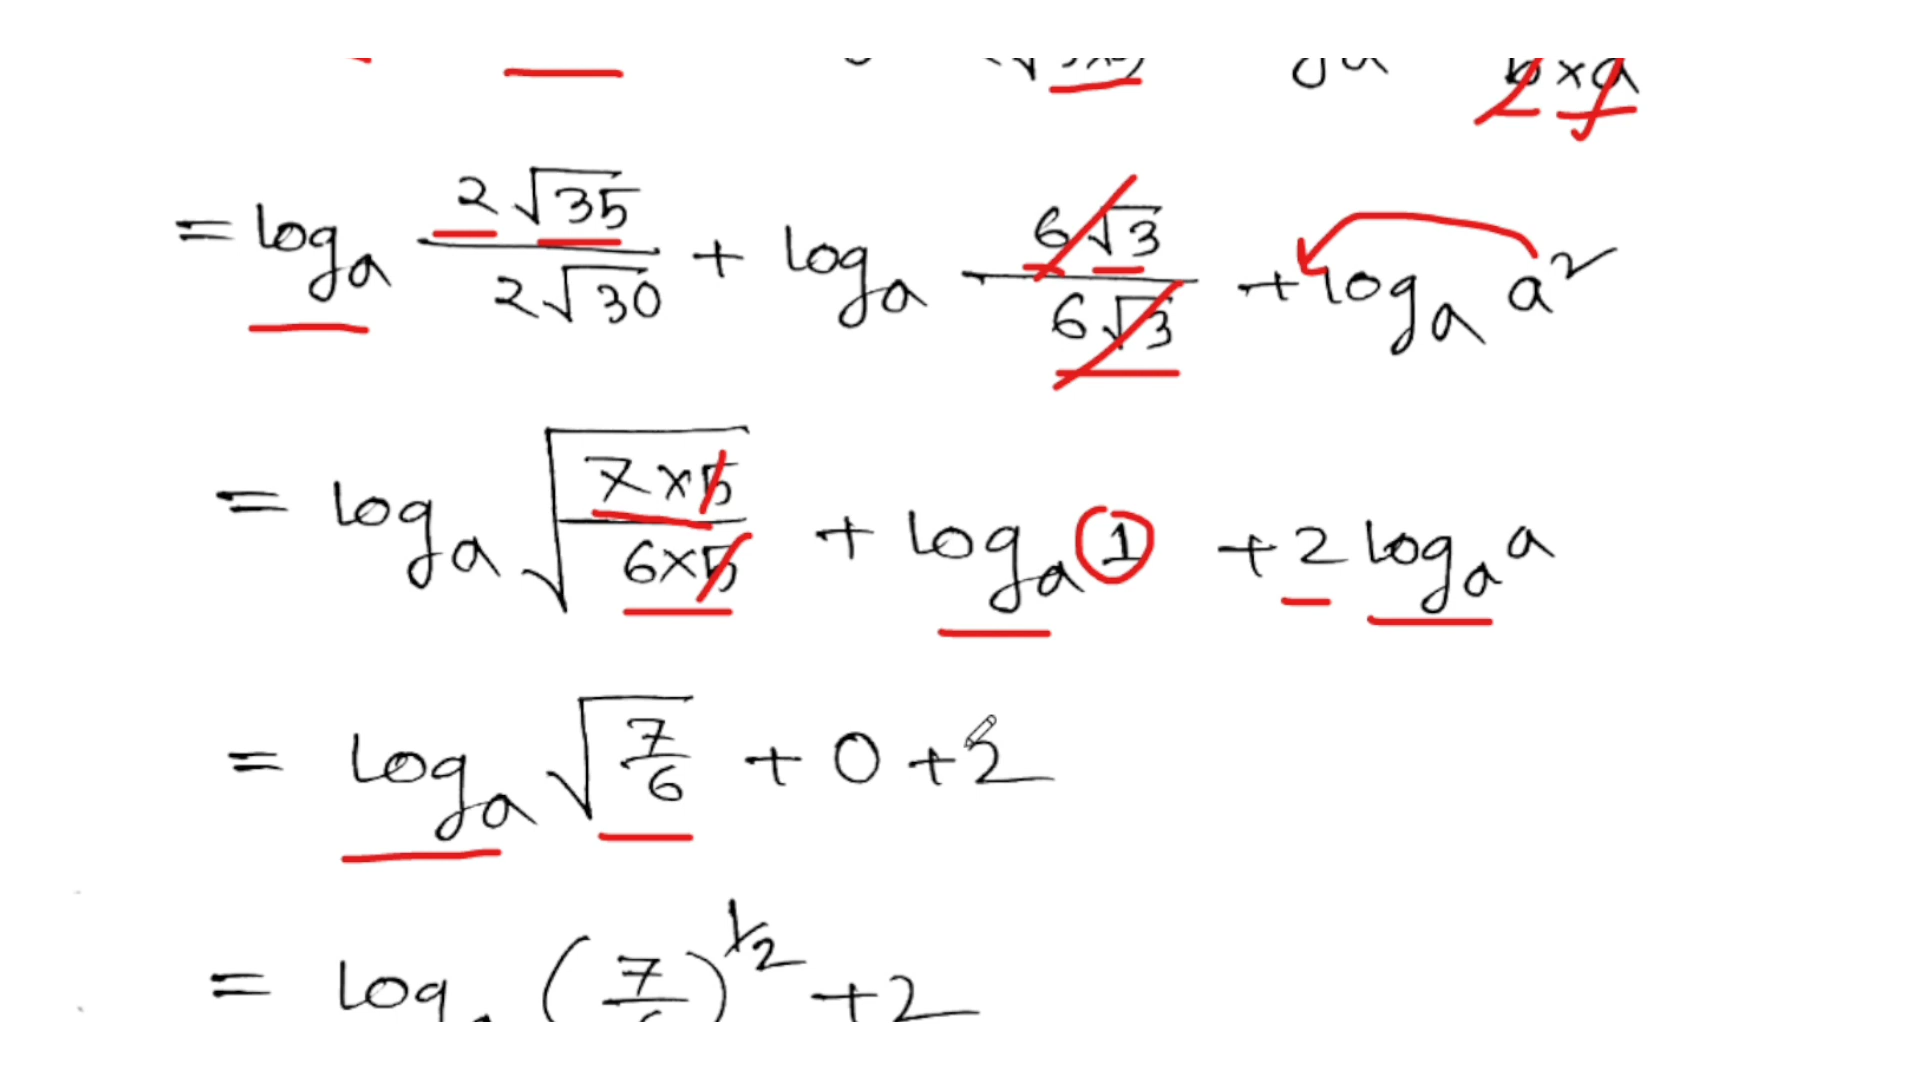 b×a
= log_a 2√35 / 2√30 + log_a 6√3 / 6√3 + log_a a²
= log_a √(7×5 / 6×5) + log_a 1 + 2 log_a a
= log_a √(7/6) + 0 + 2
= log (7/6)^1/2 + 2